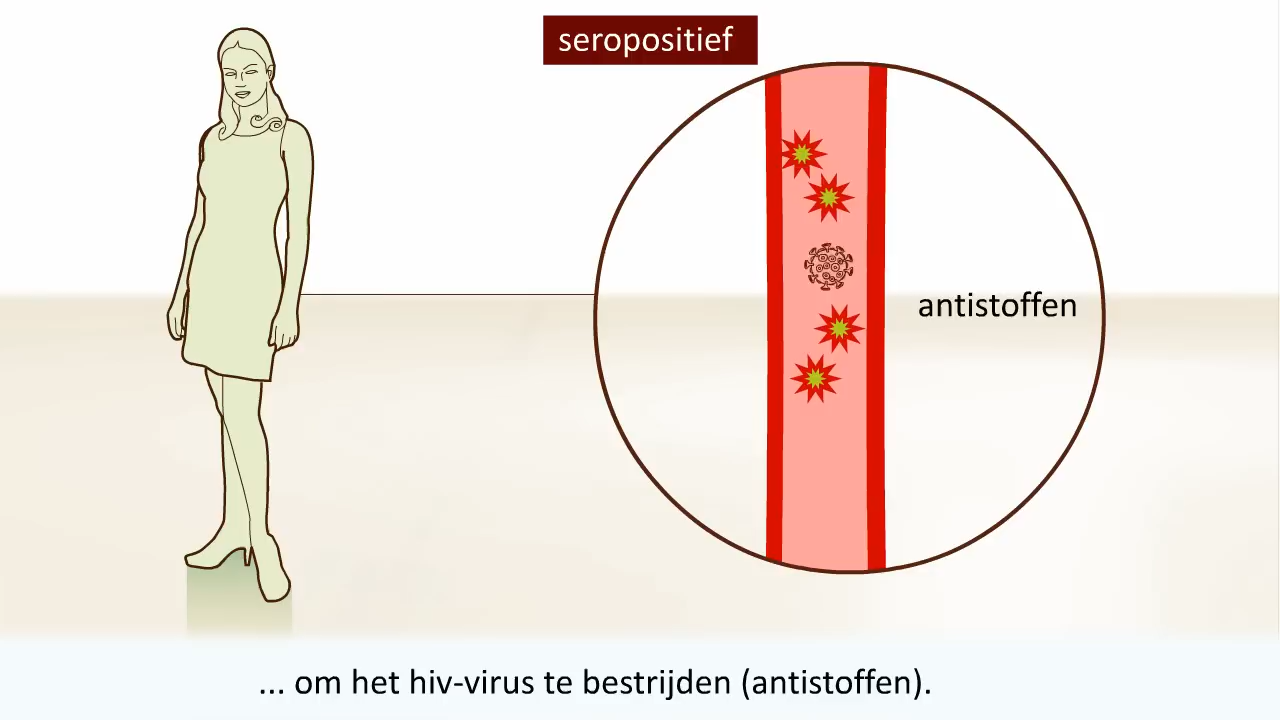 seropositief
antistoffen
... om het hiv-virus te bestrijden (antistoffen).